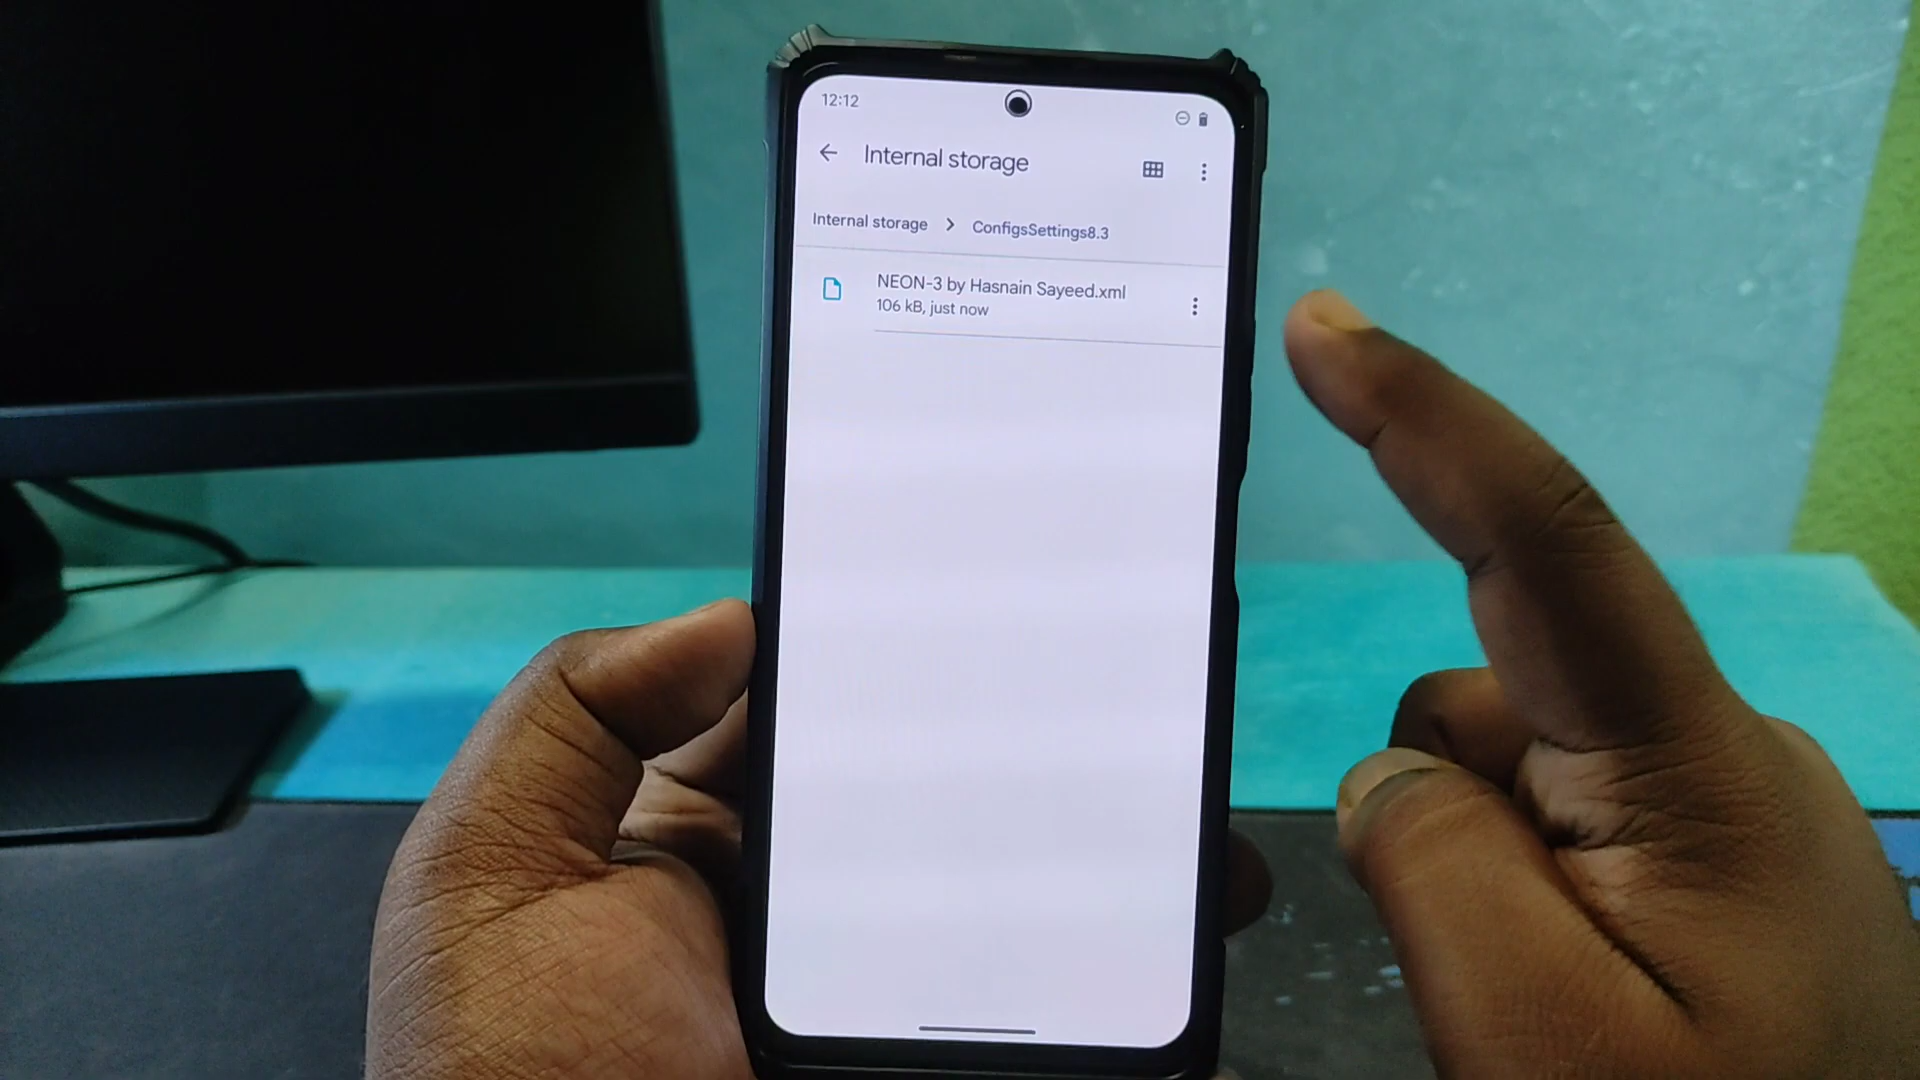 12:12
Internal storage
Internal storage > ConfigsSettings8.3
NEON-3 by Hasnain Sayeed.xml
106 kB, just now